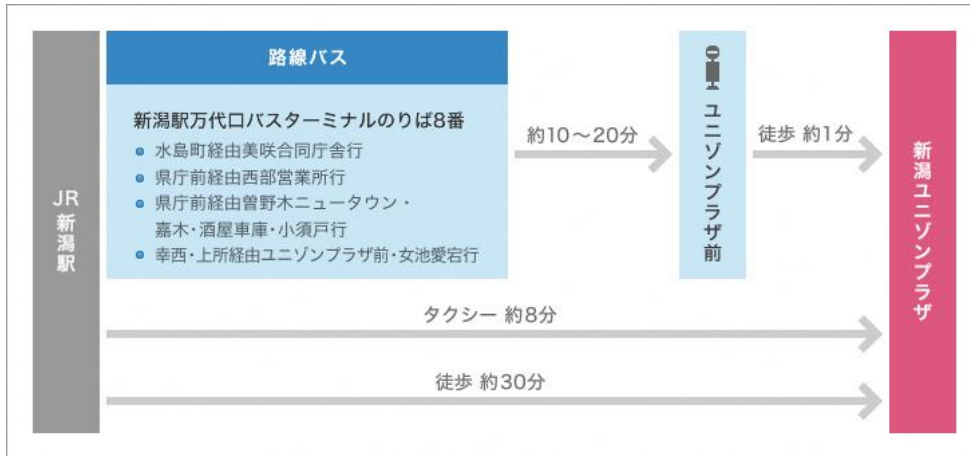 JR新潟駅
路線バス
新潟駅万代口バスターミナルのりば8番
水島町経由美咲合同庁舎行
県庁前経由西部営業所行
県庁前経由曽野木ニュータウン・
嘉木・酒屋車庫・小須戸行
幸西・上所経由ユニゾンプラザ前・女池愛宕行
約10〜20分
ユニゾンプラザ前
徒歩 約1分
新潟ユニゾンプラザ
タクシー 約8分
徒歩 約30分